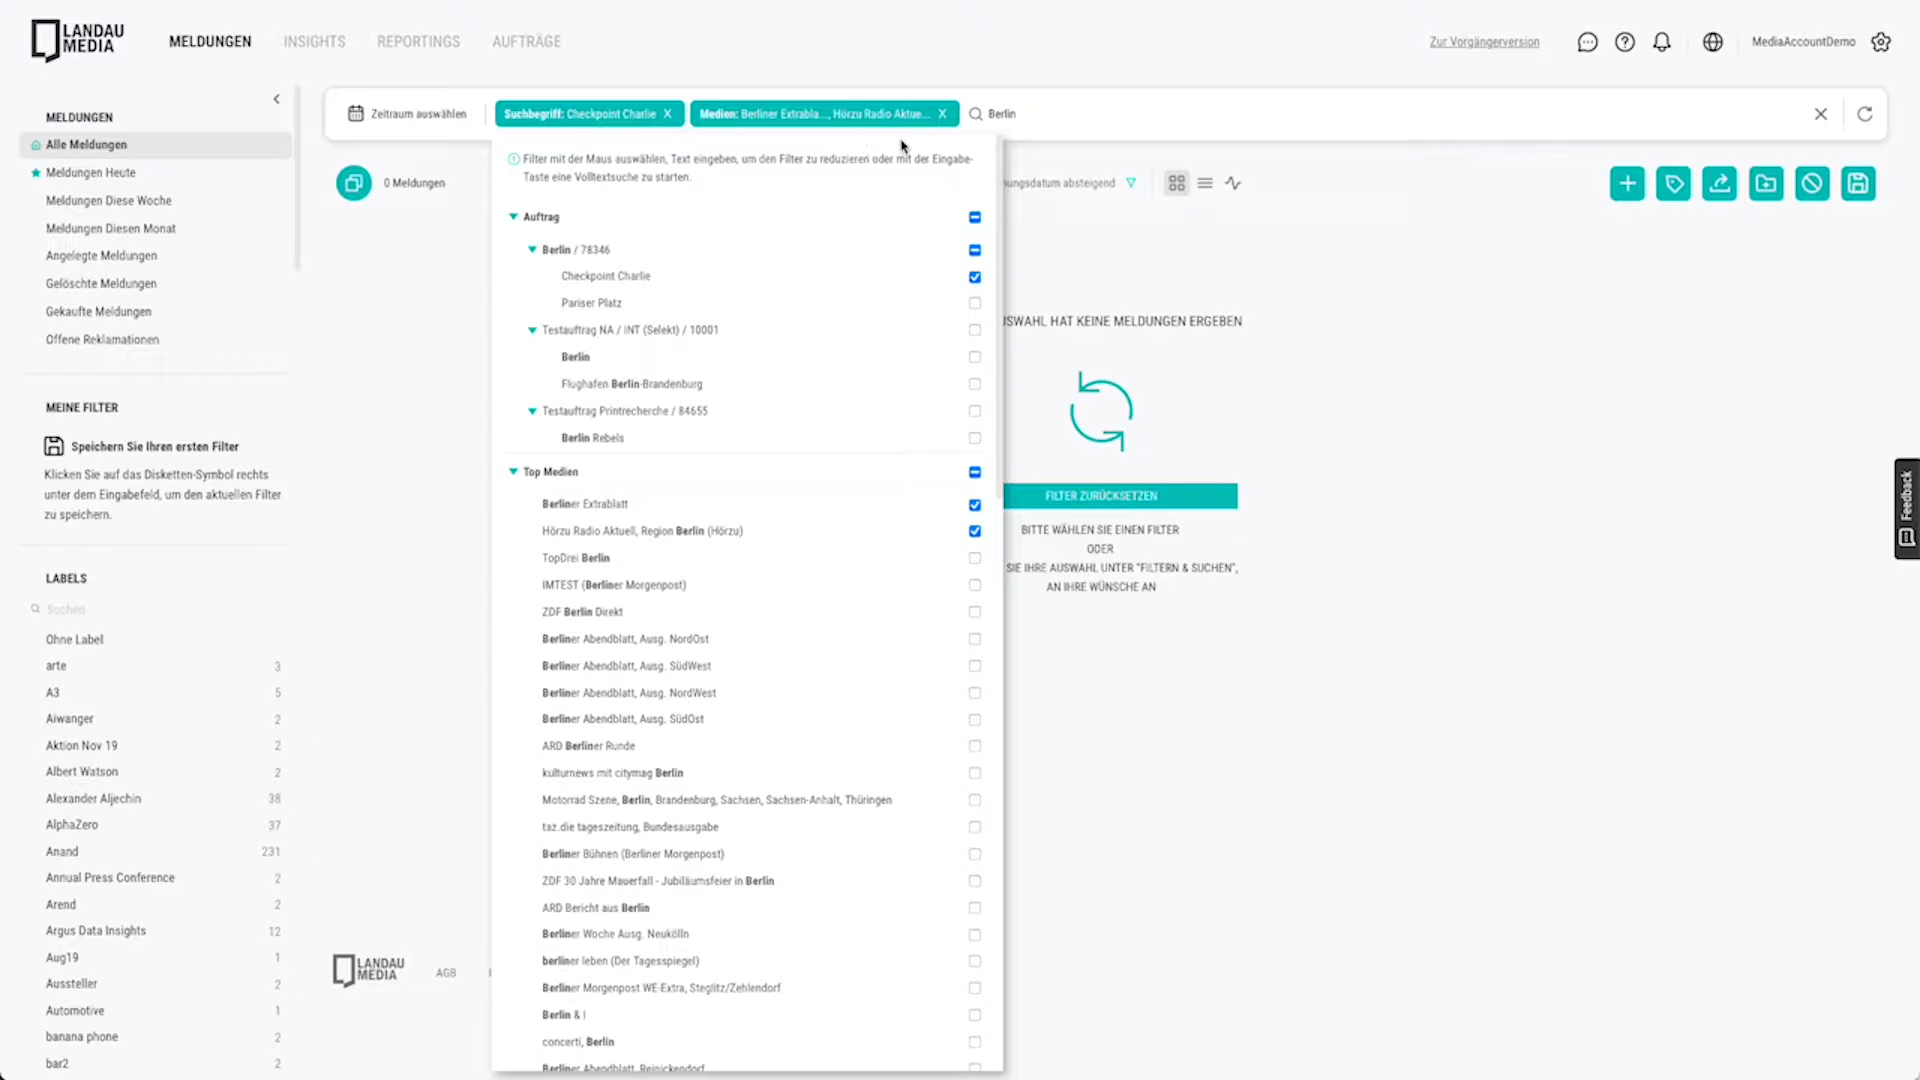 LANDAU
MEDIA
MELDUNGEN
INSIGHTS
REPORTINGS
AUFTRÄGE
Zur Vorgängerversion
MediaAccountDemo
MELDUNGEN
Alle Meldungen
Meldungen Heute
Meldungen Diese Woche
Meldungen Diesen Monat
Angelegte Meldungen
Gelöschte Meldungen
Gekaufte Meldungen
Offene Reklamationen
MEINE FILTER
Speichern Sie Ihren ersten Filter
Klicken Sie auf das Disketten-Symbol rechts
unter dem Eingabefeld, um den aktuellen Filter
zu speichern.
LABELS
Suchen
Ohne Label
arte 3
A3 5
Aiwanger 2
Aktion Nov 19 2
Albert Watson 2
Alexander Aljechin 38
AlphaZero 37
Anand 231
Annual Press Conference 2
Arend 2
Argus Data Insights 12
Aug19 1
Aussteller 2
Automotive 1
banana phone 2
bar2 2
Zeitraum auswählen
Suchbegriff: Checkpoint Charlie X
Medien: Berliner Extrabla..., Hörzu Radio Aktue... X
Berlin
0 Meldungen
Filter mit der Maus auswählen, Text eingeben, um den Filter zu reduzieren oder mit der Eingabe-
Taste eine Volltextsuche zu starten.
ungsdatum absteigend
Auftrag
Berlin / 78346
Checkpoint Charlie
Pariser Platz
Testauftrag NA / INT (Selekt) / 10001
Berlin
Flughafen Berlin-Brandenburg
Testauftrag Printrecherche / 84655
Berlin Rebels
Top Medien
Berliner Extrablatt
Hörzu Radio Aktuell, Region Berlin (Hörzu)
TopDrei Berlin
IMTEST (Berliner Morgenpost)
ZDF Berlin Direkt
Berliner Abendblatt, Ausg. NordOst
Berliner Abendblatt, Ausg. SüdWest
Berliner Abendblatt, Ausg. NordWest
Berliner Abendblatt, Ausg. SüdOst
ARD Berliner Runde
kulturnews mit citymag Berlin
Motorrad Szene, Berlin, Brandenburg, Sachsen, Sachsen-Anhalt, Thüringen
taz.die tageszeitung, Bundesausgabe
Berliner Bühnen (Berliner Morgenpost)
ZDF 30 Jahre Mauerfall - Jubiläumsfeier in Berlin
ARD Bericht aus Berlin
Berliner Woche Ausg. Neukölln
berliner leben (Der Tagesspiegel)
Berliner Morgenpost WE-Extra, Steglitz/Zehlendorf
Berlin & I
concerti, Berlin
Berliner Abendblatt, Reinickendorf
USWAHL HAT KEINE MELDUNGEN ERGEBEN
FILTER ZURÜCKSETZEN
BITTE WÄHLEN SIE EINEN FILTER
ODER
SIE IHRE AUSWAHL UNTER "FILTERN & SUCHEN",
AN IHRE WÜNSCHE AN
Feedback
LANDAU
MEDIA
AGB